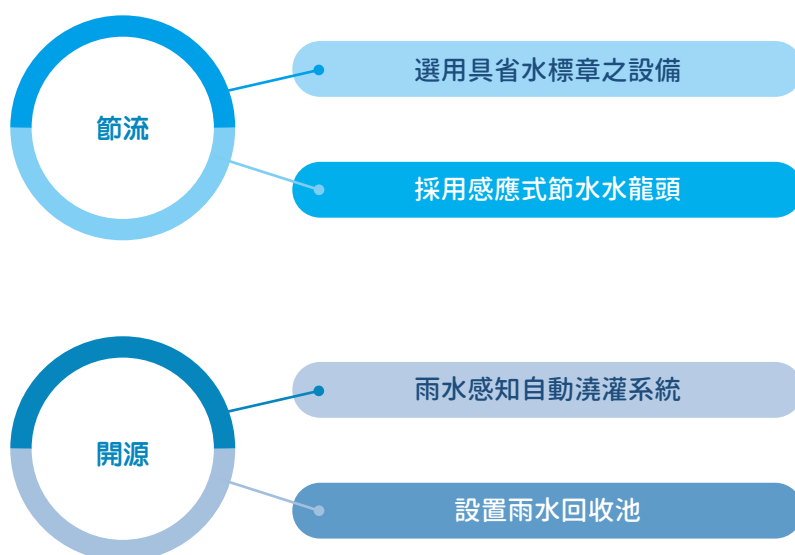 節流
選用具省水標章之設備
採用感應式節水水龍頭
開源
雨水感知自動澆灌系統
設置雨水回收池